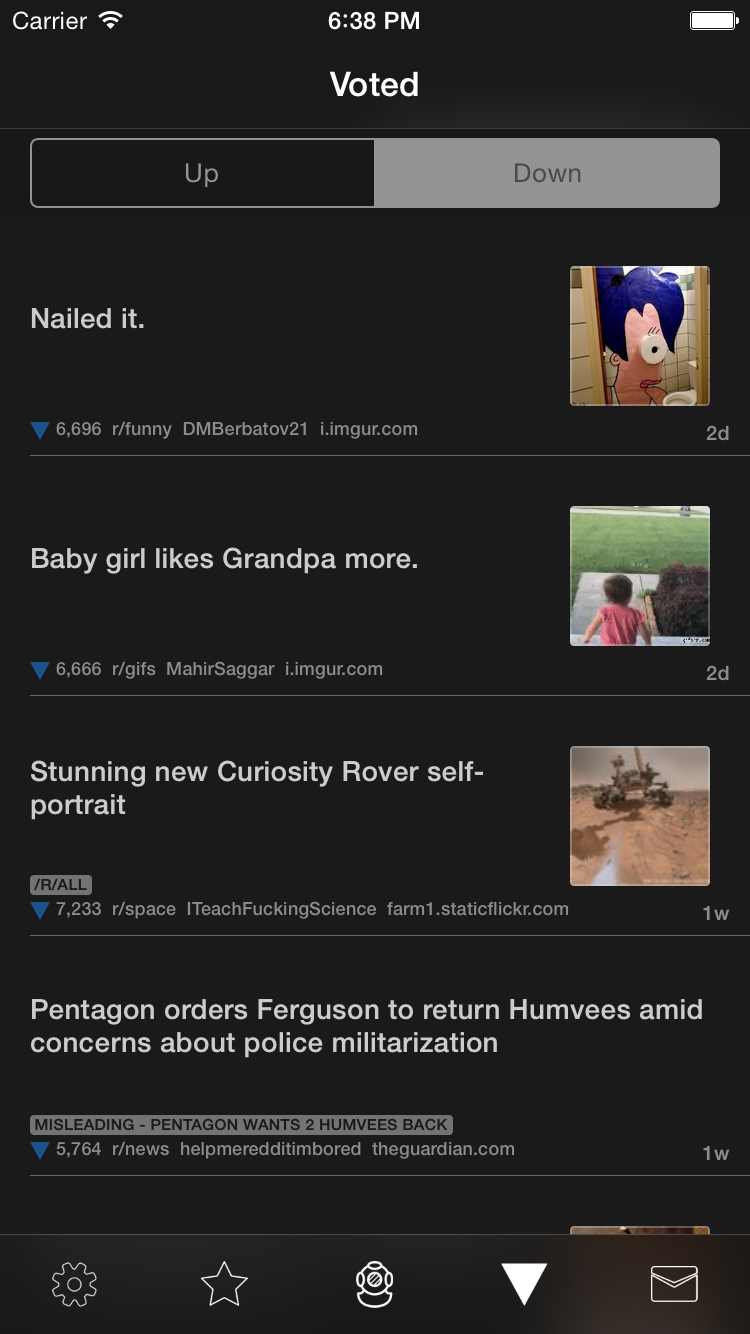 Carrier 6:38 PM
Voted
Up Down
Nailed it.
6,696 r/funny DMBerbatov21 i.imgur.com 2d
Baby girl likes Grandpa more.
6,666 r/gifs MahirSaggar i.imgur.com 2d
Stunning new Curiosity Rover self-
portrait
/R/ALL
7,233 r/space ITeachFuckingScience farm1.staticflickr.com 1w
Pentagon orders Ferguson to return Humvees amid
concerns about police militarization
MISLEADING - PENTAGON WANTS 2 HUMVEES BACK
5,764 r/news helpmeredditimbored theguardian.com 1w